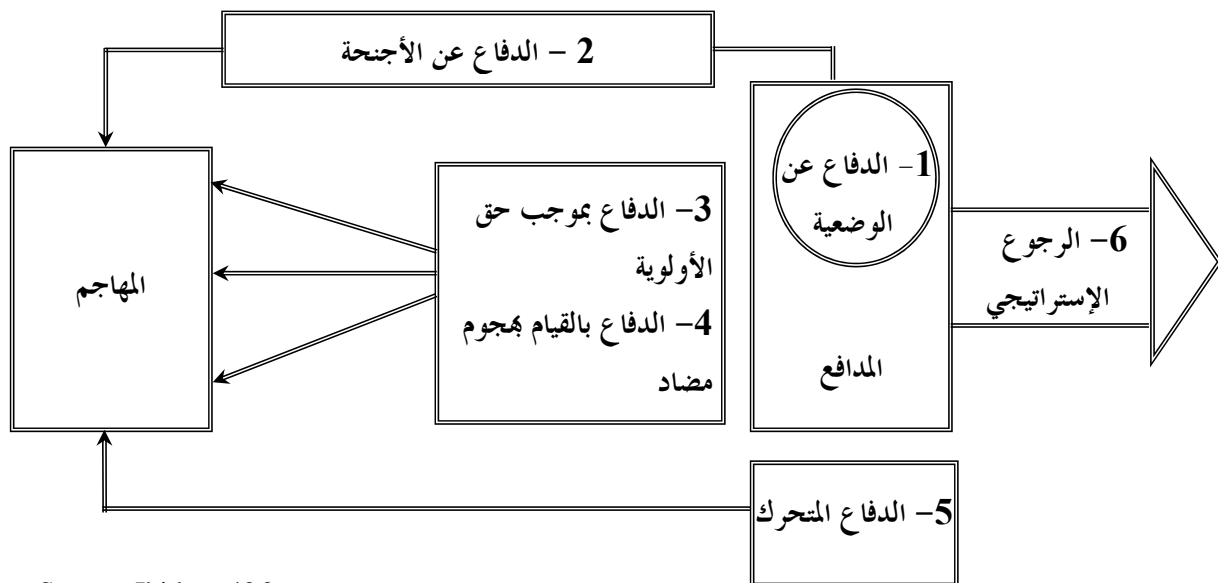 2 – الدفاع عن الأجنحة
1- الدفاع عن
الوضعية
المدافع
3- الدفاع بموجب حق
الأولوية
4- الدفاع بالقيام بهجوم
مضاد
المهاجم
5- الدفاع المتحرك
6- الرجوع
الإستراتيجي